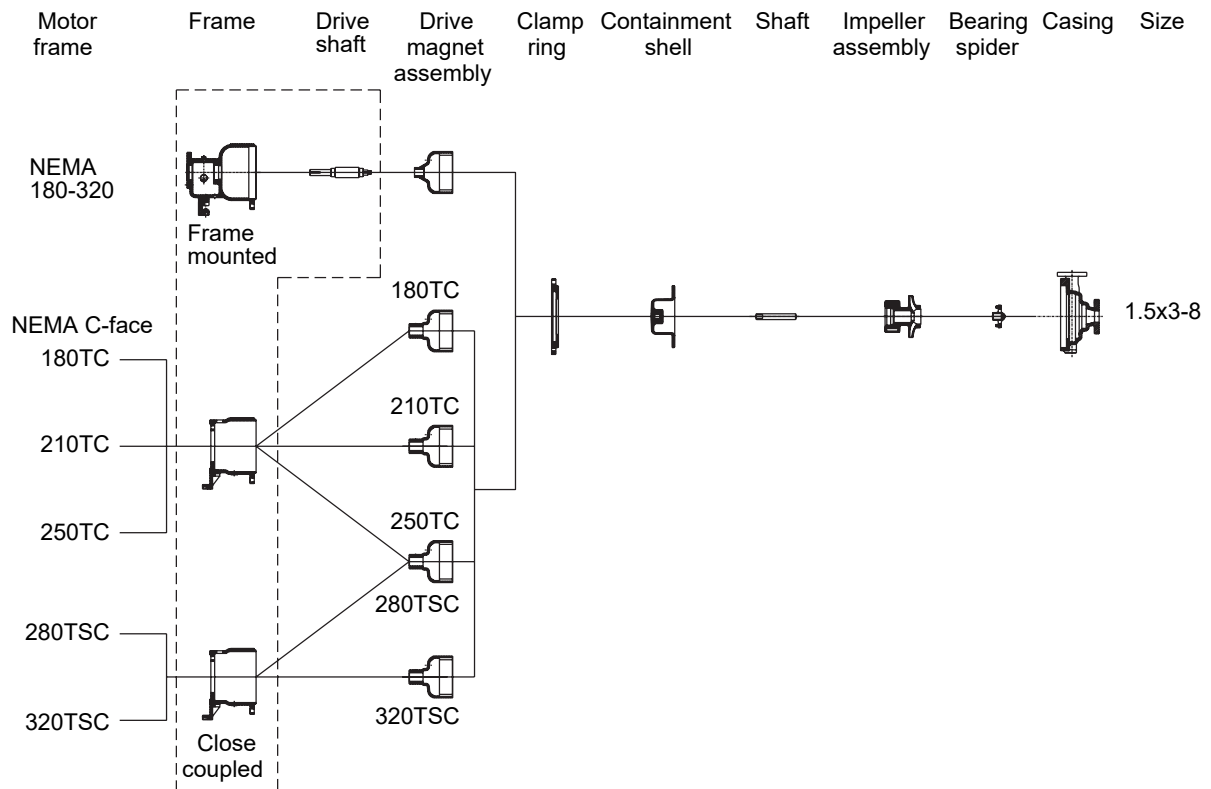 Motor
frame
Frame
Drive
shaft
Drive
magnet
assembly
Clamp
ring
Containment
shell
Shaft
Impeller
assembly
Bearing
spider
Casing
Size
NEMA
180-320
Frame
mounted
NEMA C-face
180TC
210TC
250TC
280TSC
320TSC
180TC
210TC
250TC
280TSC
320TSC
Close
coupled
1.5x3-8